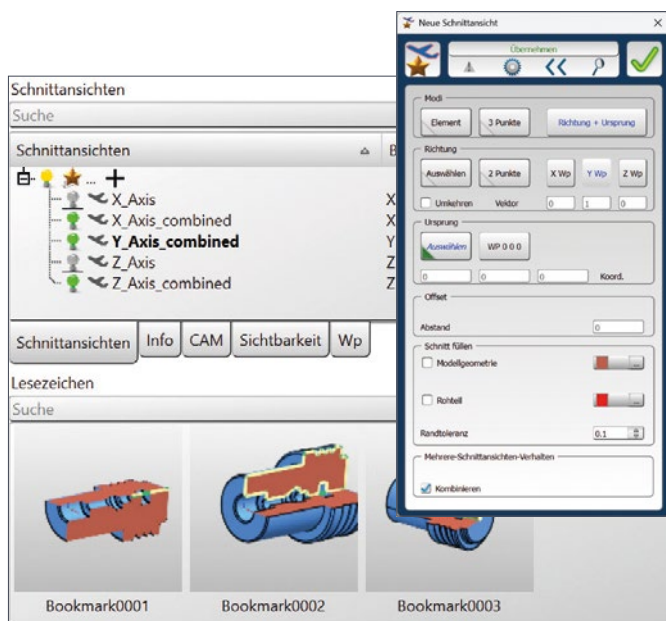 Schnittansichten
Suche
Schnittansichten
B
...
X_Axis
X
X_Axis_combined
X
Y_Axis_combined
Y
Z_Axis
Z
Z_Axis_combined
Z
Schnittansichten
Info
CAM
Sichtbarkeit
Wp
Lesezeichen
Suche
Bookmark0001
Bookmark0002
Bookmark0003
Neue Schnittansicht
Übernehmen
Modi
Element
3 Punkte
Richtung + Ursprung
Richtung
Auswählen
2 Punkte
X Wp
Y Wp
Z Wp
Umkehren
Vektor
0
1
0
Ursprung
Auswählen
WP 0 0 0
0
0
0
Koord.
Offset
Abstand
0
Schnitt füllen
Modellgeometrie
...
Rohteil
...
Randtoleranz
0.1
Mehrere-Schnittansichten-Verhalten
Kombinieren